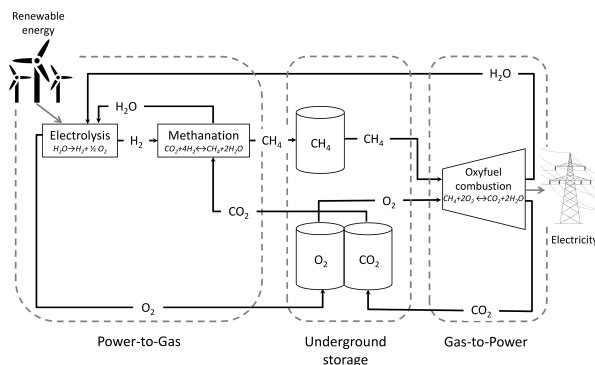 Renewable
energy
H₂O
H₂O
Electrolysis
H₂O→H₂+ ½ O₂
H₂
Methanation
CO₂+4H₂↔CH₄+2H₂O
CH₄
CH₄
CH₄
Oxyfuel
combustion
CH₄+2O₂ ↔CO₂+2H₂O
O₂
CO₂
Electricity
O₂
CO₂
O₂
CO₂
Power-to-Gas
Underground
storage
Gas-to-Power